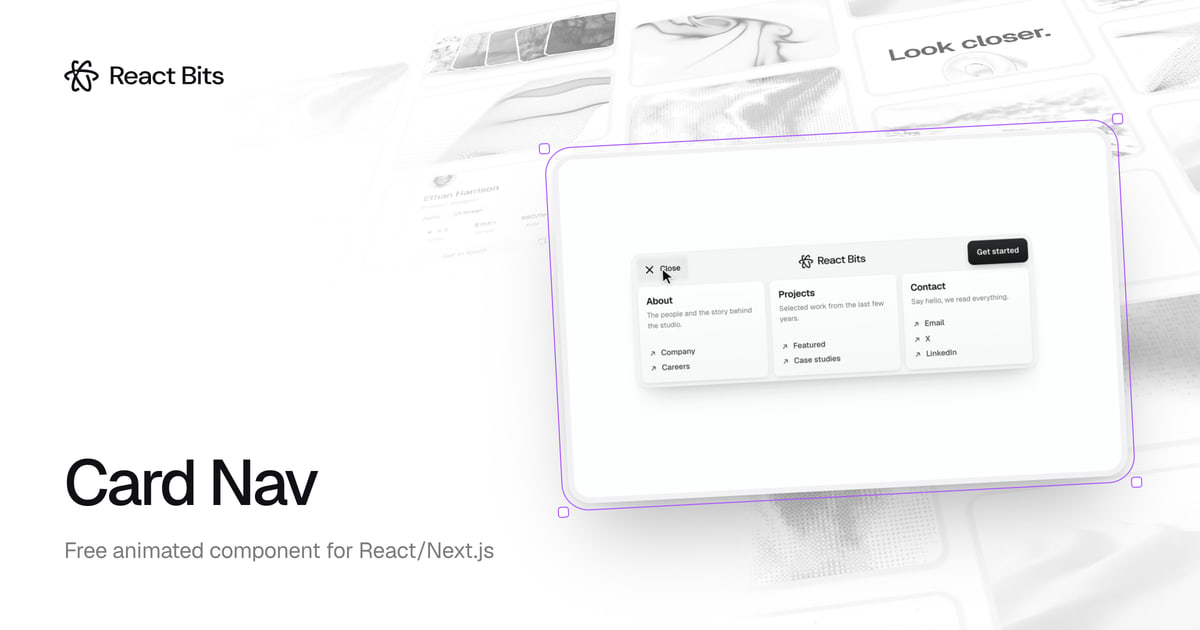 React Bits
Look closer.
Ethan Harrison
Close
React Bits
Get started
About
The people and the story behind
the studio.
Company
Careers
Projects
Selected work from the last few
years.
Featured
Case studies
Contact
Say hello, we read everything.
Email
X
LinkedIn
Card Nav
Free animated component for React/Next.js